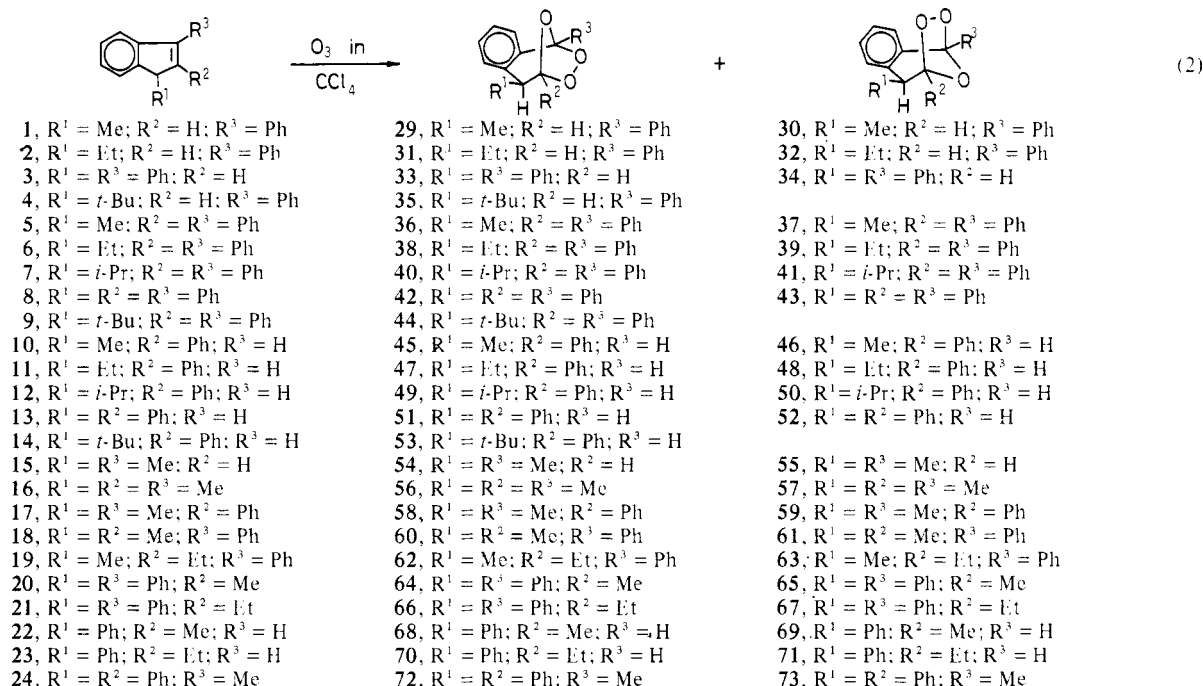 R³ O R³ O O-O R³
O₃ in
CCl₄ + (2)
R² R¹ R¹ H R² O O R¹ H R² O
1, R¹ = Me; R² = H; R³ = Ph 29, R¹ = Me; R² = H; R³ = Ph 30, R¹ = Me; R² = H; R³ = Ph
2, R¹ = Et; R² = H; R³ = Ph 31, R¹ = Et; R² = H; R³ = Ph 32, R¹ = Et; R² = H; R³ = Ph
3, R¹ = R³ = Ph; R² = H 33, R¹ = R³ = Ph; R² = H 34, R¹ = R³ = Ph; R² = H
4, R¹ = t-Bu; R² = H; R³ = Ph 35, R¹ = t-Bu; R² = H; R³ = Ph
5, R¹ = Me; R² = R³ = Ph 36, R¹ = Me; R² = R³ = Ph 37, R¹ = Me; R² = R³ = Ph
6, R¹ = Et; R² = R³ = Ph 38, R¹ = Et; R² = R³ = Ph 39, R¹ = Et; R² = R³ = Ph
7, R¹ = i-Pr; R² = R³ = Ph 40, R¹ = i-Pr; R² = R³ = Ph 41, R¹ = i-Pr; R² = R³ = Ph
8, R¹ = R² = R³ = Ph 42, R¹ = R² = R³ = Ph 43, R¹ = R² = R³ = Ph
9, R¹ = t-Bu; R² = R³ = Ph 44, R¹ = t-Bu; R² = R³ = Ph
10, R¹ = Me; R² = Ph; R³ = H 45, R¹ = Me; R² = Ph; R³ = H 46, R¹ = Me; R² = Ph; R³ = H
11, R¹ = Et; R² = Ph; R³ = H 47, R¹ = Et; R² = Ph; R³ = H 48, R¹ = Et; R² = Ph; R³ = H
12, R¹ = i-Pr; R² = Ph; R³ = H 49, R¹ = i-Pr; R² = Ph; R³ = H 50, R¹ = i-Pr; R² = Ph; R³ = H
13, R¹ = R² = Ph; R³ = H 51, R¹ = R² = Ph; R³ = H 52, R¹ = R² = Ph; R³ = H
14, R¹ = t-Bu; R² = Ph; R³ = H 53, R¹ = t-Bu; R² = Ph; R³ = H
15, R¹ = R³ = Me; R² = H 54, R¹ = R³ = Me; R² = H 55, R¹ = R³ = Me; R² = H
16, R¹ = R² = R³ = Me 56, R¹ = R² = R³ = Me 57, R¹ = R² = R³ = Me
17, R¹ = R³ = Me; R² = Ph 58, R¹ = R³ = Me; R² = Ph 59, R¹ = R³ = Me; R² = Ph
18, R¹ = R² = Me; R³ = Ph 60, R¹ = R² = Me; R³ = Ph 61, R¹ = R² = Me; R³ = Ph
19, R¹ = Me; R² = Et; R³ = Ph 62, R¹ = Me; R² = Et; R³ = Ph 63, R¹ = Me; R² = Et; R³ = Ph
20, R¹ = R³ = Ph; R² = Me 64, R¹ = R³ = Ph; R² = Me 65, R¹ = R³ = Ph; R² = Me
21, R¹ = R³ = Ph; R² = Et 66, R¹ = R³ = Ph; R² = Et 67, R¹ = R³ = Ph; R² = Et
22, R¹ = Ph; R² = Me; R³ = H 68, R¹ = Ph; R² = Me; R³ = H 69, R¹ = Ph; R² = Me; R³ = H
23, R¹ = Ph; R² = Et; R³ = H 70, R¹ = Ph; R² = Et; R³ = H 71, R¹ = Ph; R² = Et; R³ = H
24, R¹ = R² = Ph; R³ = Me 72, R¹ = R² = Ph; R³ = Me 73, R¹ = R² = Ph; R³ = Me